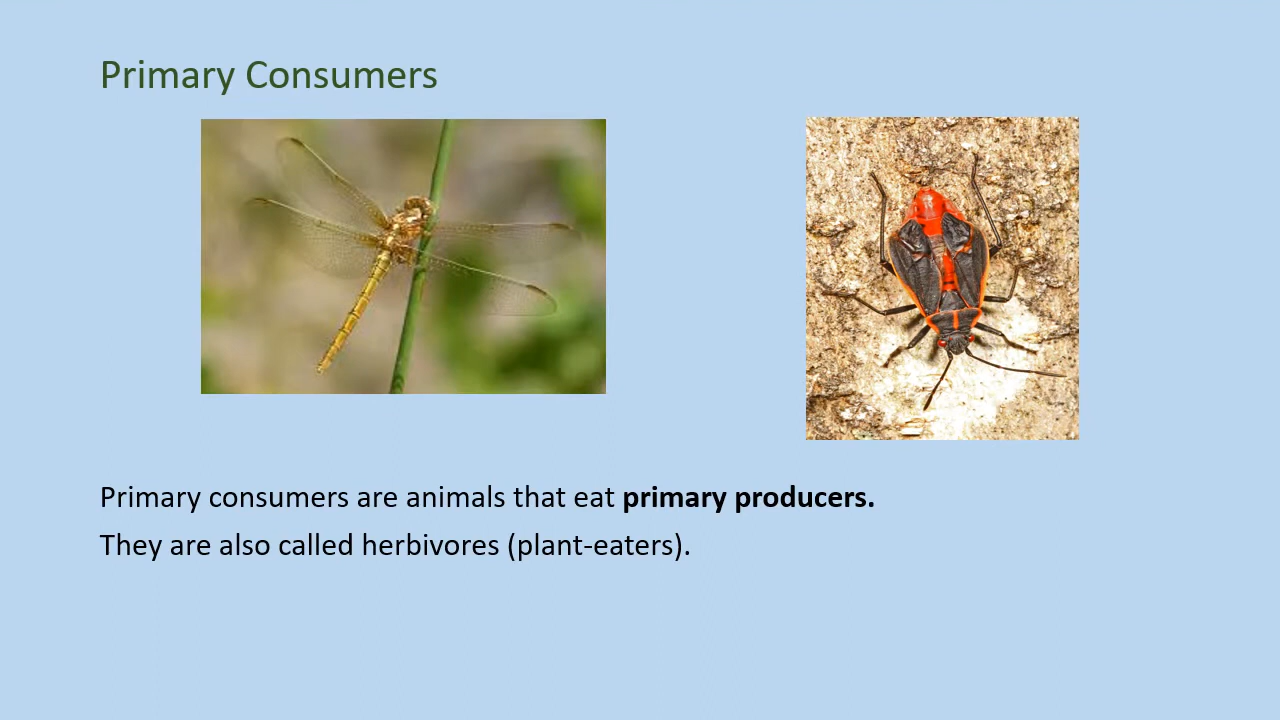 Primary Consumers
Primary consumers are animals that eat primary producers.
They are also called herbivores (plant-eaters).